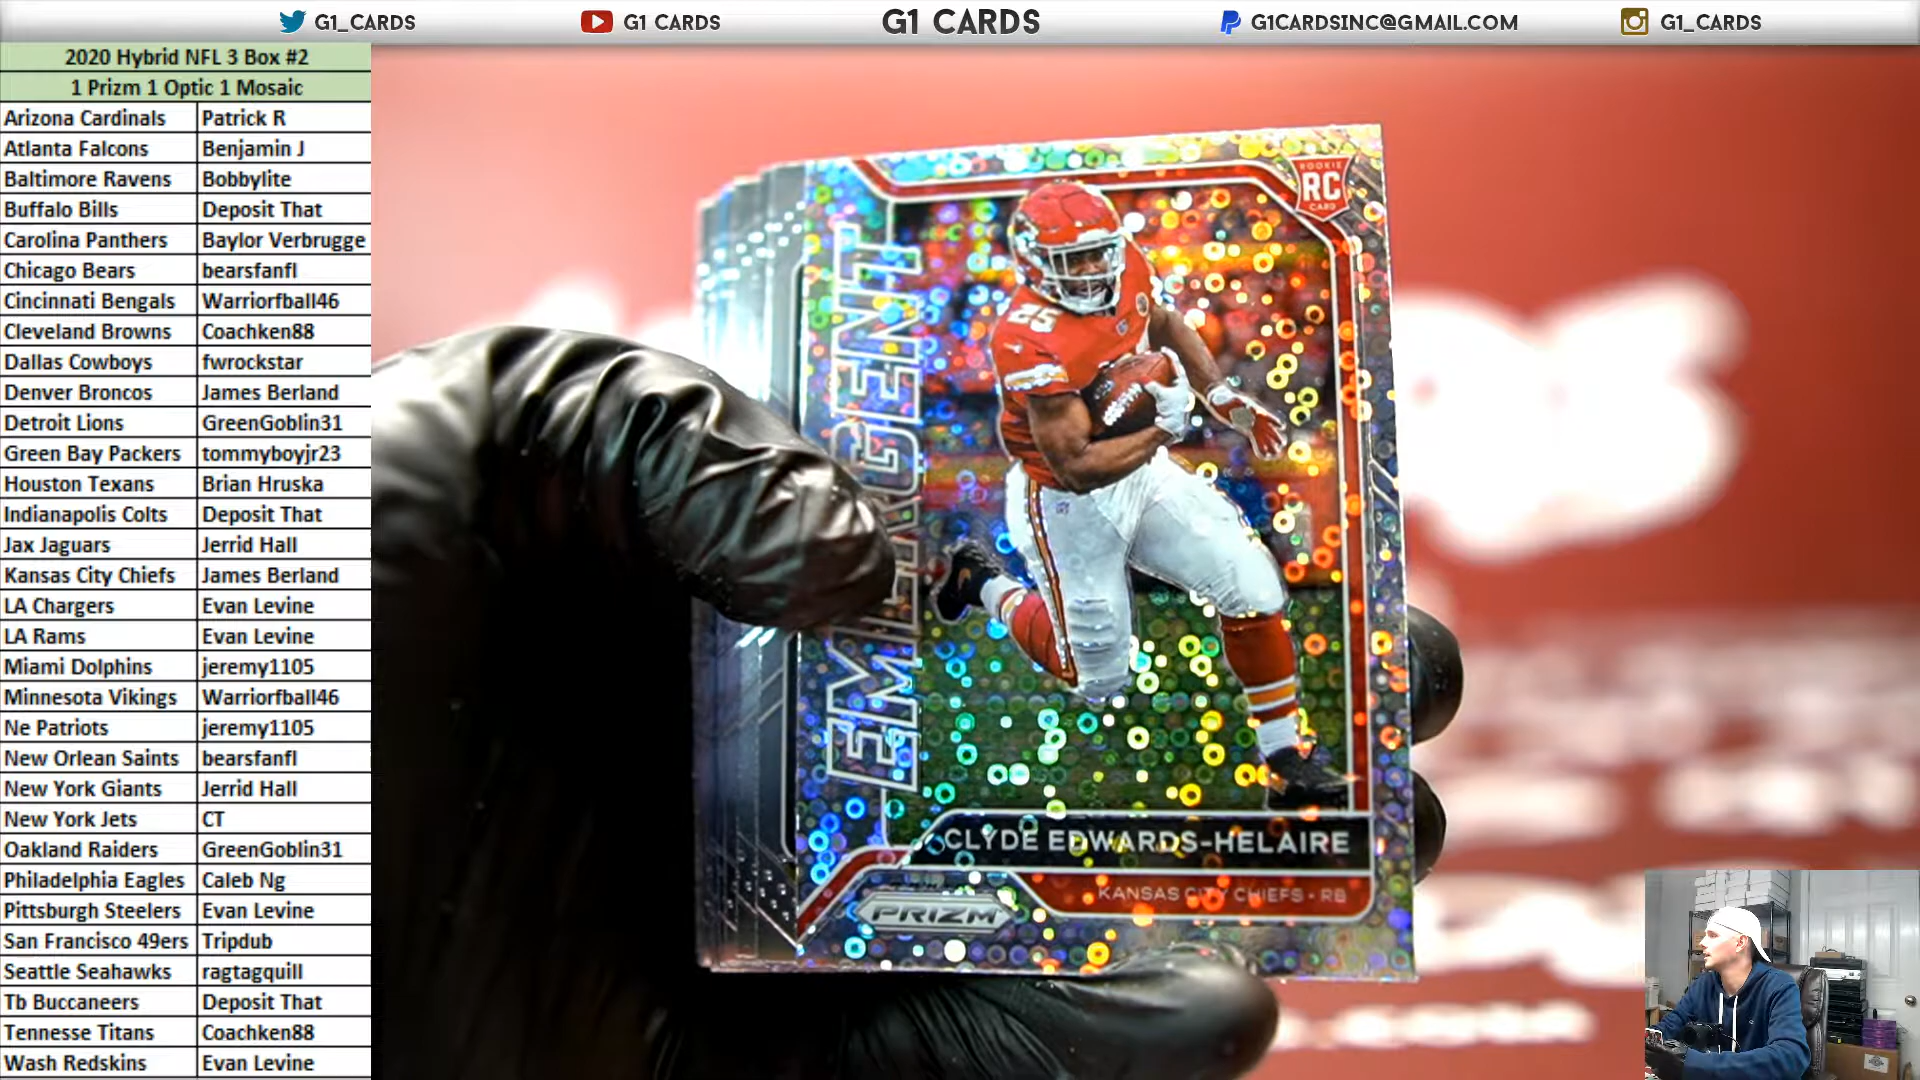 G1_CARDS
G1 CARDS
G1 CARDS
G1CARDSINC@GMAIL.COM
G1_CARDS
2020 Hybrid NFL 3 Box #2
1 Prizm 1 Optic 1 Mosaic
Arizona Cardinals Patrick R
Atlanta Falcons Benjamin J
Baltimore Ravens Bobbylite
Buffalo Bills Deposit That
Carolina Panthers Baylor Verbrugge
Chicago Bears bearsfanfl
Cincinnati Bengals Warriorfball46
Cleveland Browns Coachken88
Dallas Cowboys fwrockstar
Denver Broncos James Berland
Detroit Lions GreenGoblin31
Green Bay Packers tommyboyjr23
Houston Texans Brian Hruska
Indianapolis Colts Deposit That
Jax Jaguars Jerrid Hall
Kansas City Chiefs James Berland
LA Chargers Evan Levine
LA Rams Evan Levine
Miami Dolphins jeremy1105
Minnesota Vikings Warriorfball46
Ne Patriots jeremy1105
New Orlean Saints bearsfanfl
New York Giants Jerrid Hall
New York Jets CT
Oakland Raiders GreenGoblin31
Philadelphia Eagles Caleb Ng
Pittsburgh Steelers Evan Levine
San Francisco 49ers Tripdub
Seattle Seahawks ragtagquill
Tb Buccaneers Deposit That
Tennesse Titans Coachken88
Wash Redskins Evan Levine
ROOKIE
RC
CARD
25
EMERGENT
CLYDE EDWARDS-HELAIRE
KANSAS CITY CHIEFS • RB
PRIZM